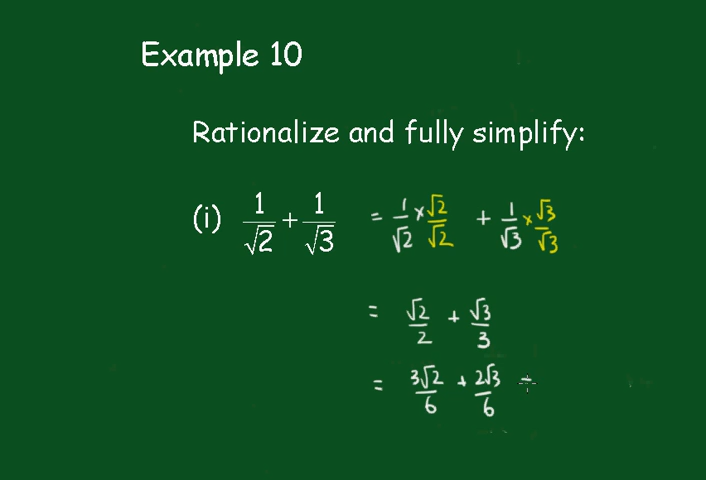 Example 10
Rationalize and fully simplify:
(i) 1/√2 + 1/√3 = 1/√2 × √2/√2 + 1/√3 × √3/√3
= √2/2 + √3/3
= 3√2/6 + 2√3/6 =